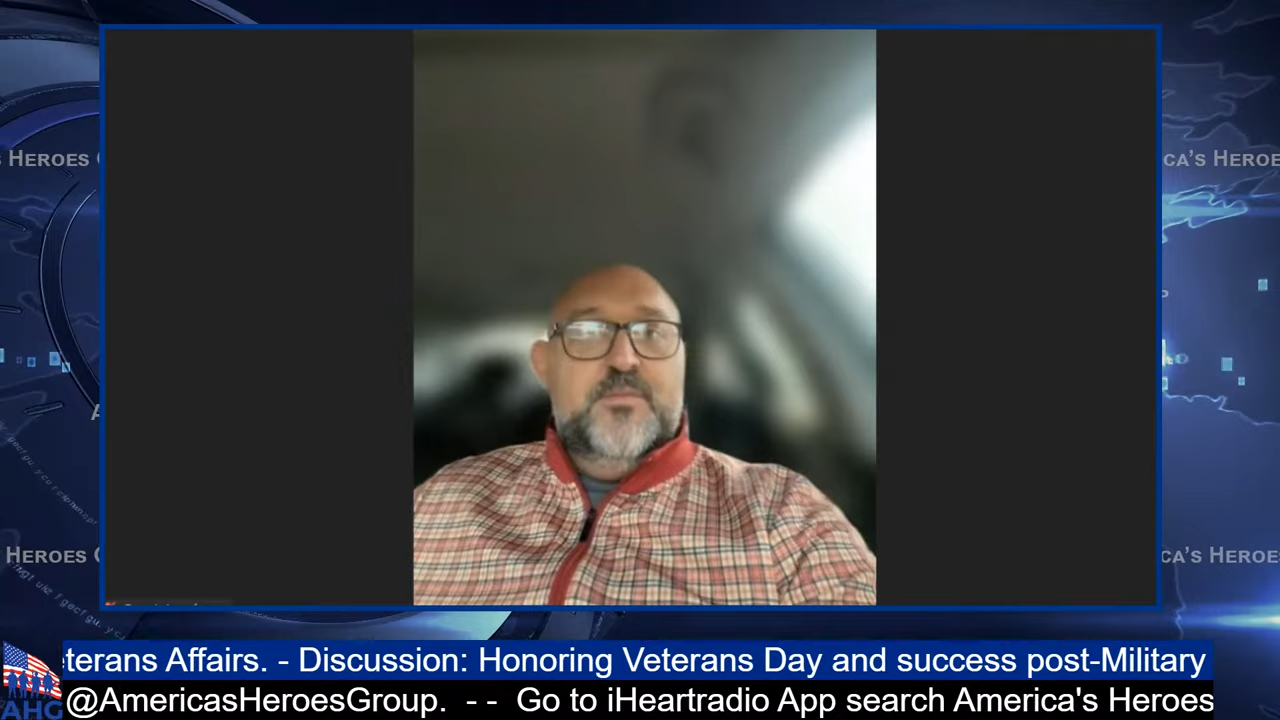 S HEROES
CA'S HEROE
HEROES
CA'S HEROE
eterans Affairs. - Discussion: Honoring Veterans Day and success post-Military
@AmericasHeroesGroup. - - Go to iHeartradio App search America's Heroes
AHG